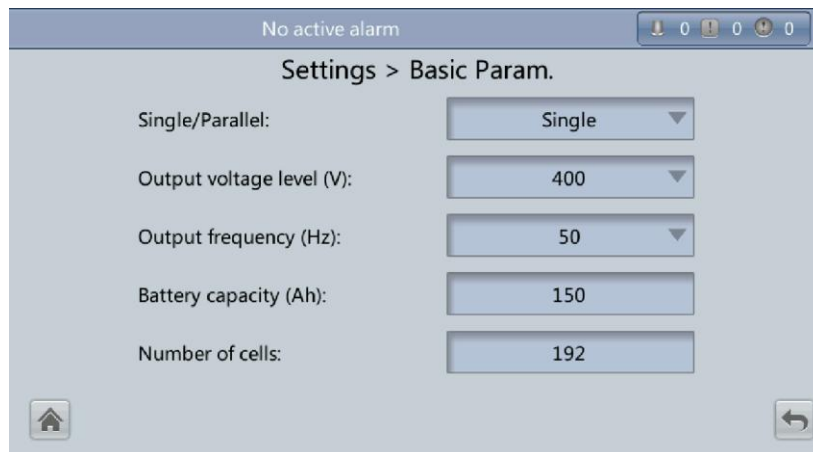 No active alarm 0 0 0
Settings > Basic Param.
Single/Parallel: Single
Output voltage level (V): 400
Output frequency (Hz): 50
Battery capacity (Ah): 150
Number of cells: 192